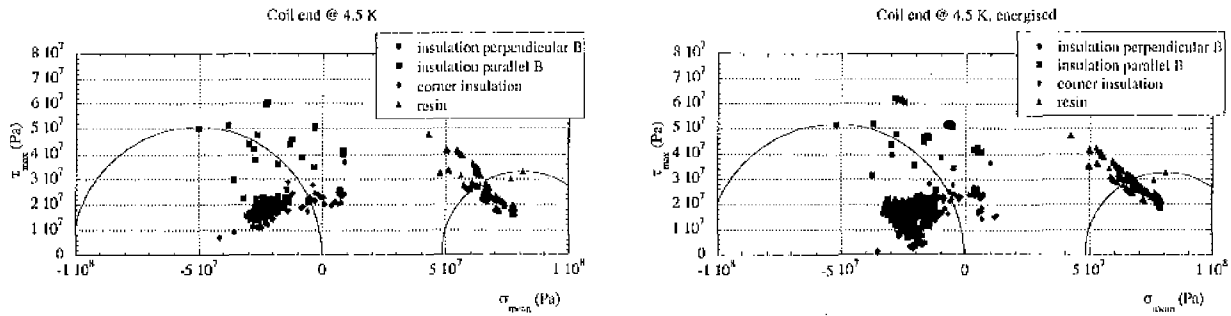 Coil end @ 4.5 K
8 10⁷
7 10⁷
6 10⁷
5 10⁷
4 10⁷
3 10⁷
2 10⁷
1 10⁷
0
τmax (Pa)
insulation perpendicular B
insulation parallel B
corner insulation
resin
-1 10⁸
-5 10⁷
0
5 10⁷
1 10⁸
σmean (Pa)
Coil end @ 4.5 K, energised
8 10⁷
7 10⁷
6 10⁷
5 10⁷
4 10⁷
3 10⁷
2 10⁷
1 10⁷
0
τmax (Pa)
insulation perpendicular B
insulation parallel B
corner insulation
resin
-1 10⁸
-5 10⁷
0
5 10⁷
1 10⁸
σmean (Pa)